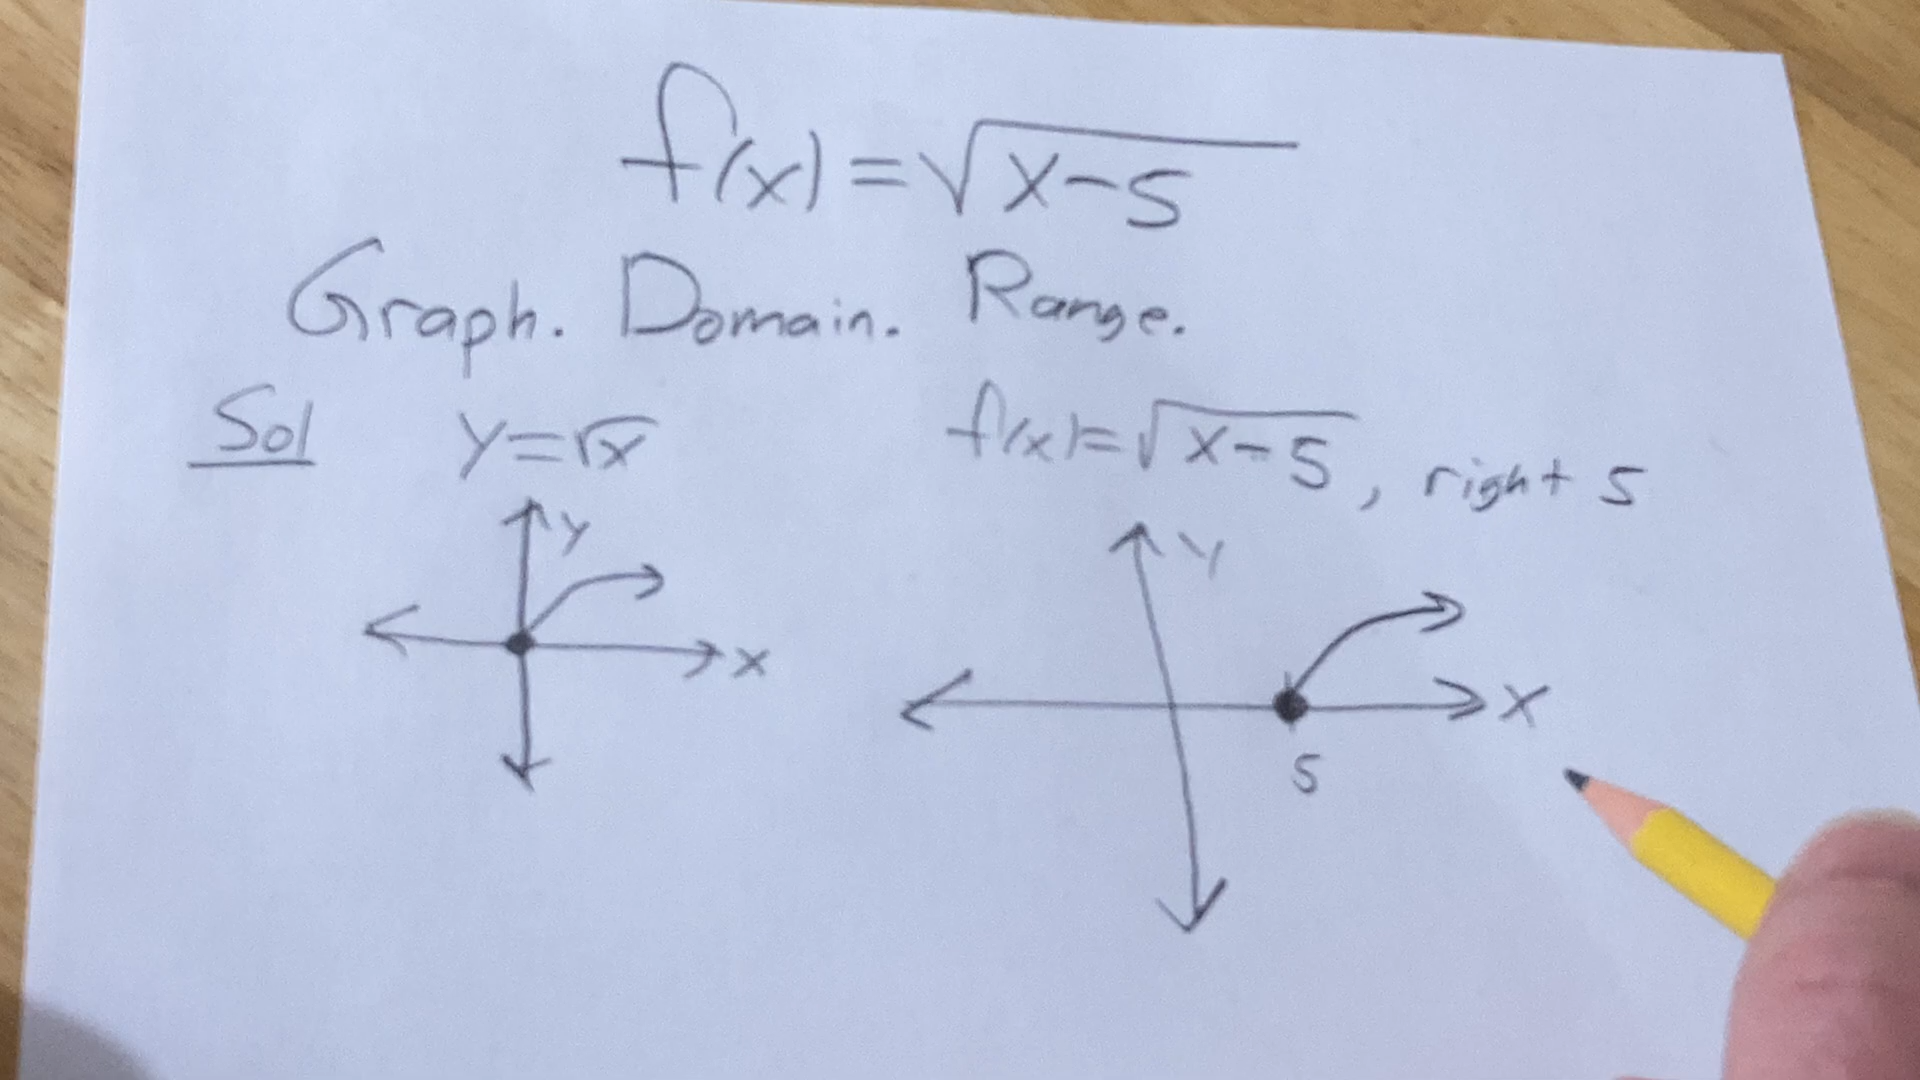 f(x)=√x-5
Graph. Domain. Range.
Sol y=√x f(x)=√x-5, right 5
y
y
x
x
5